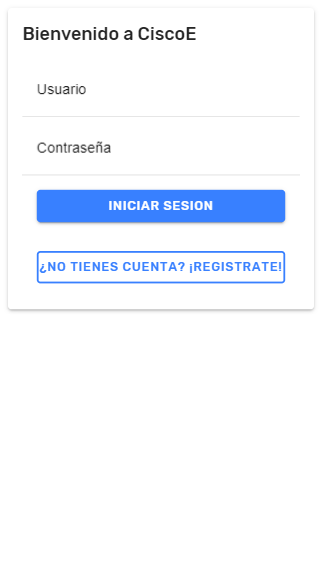 Bienvenido a CiscoE
Usuario
Contraseña
INICIAR SESION
¿NO TIENES CUENTA? ¡REGISTRATE!